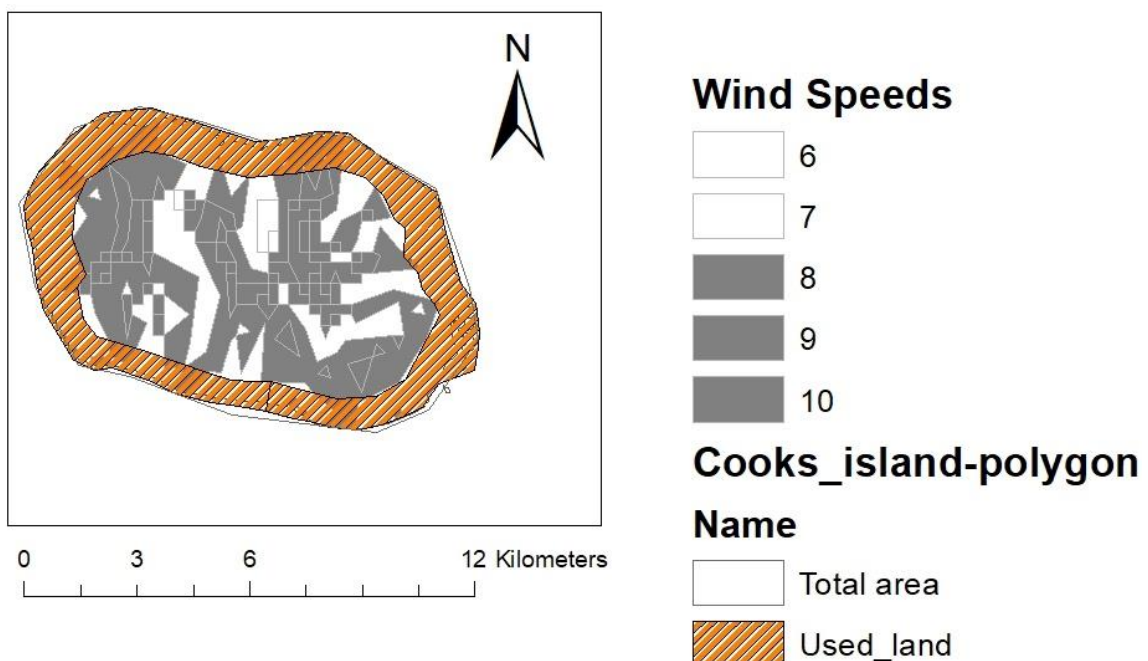 N
Wind Speeds
6
7
8
9
10
Cooks_island-polygon
Name
Total area
Used_land
0 3 6 12 Kilometers